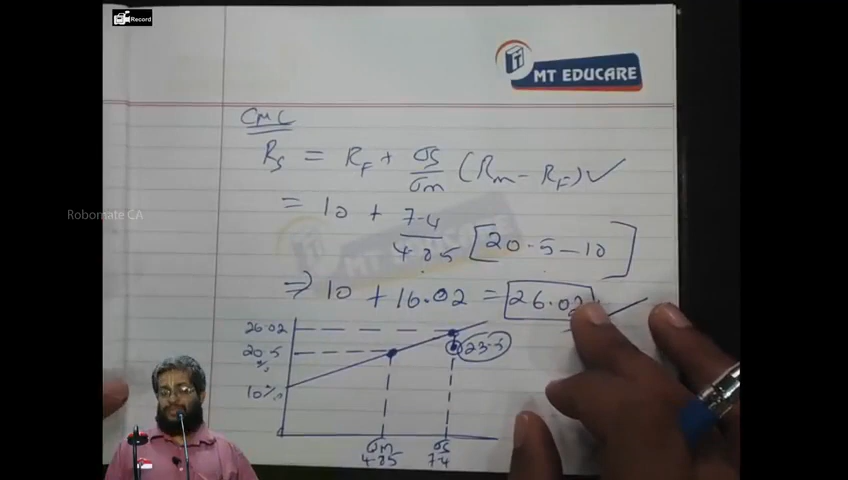 Record
MT EDUCARE
CML
Rs = RF + σs/σm (Rm - RF) ✓
Robomate CA
= 10 + 7.4/4.85 [20.5 - 10]
⇒ 10 + 16.02 = 26.02
26.02
20.5 %
23.5
10%
σm σs
4.85 7.4